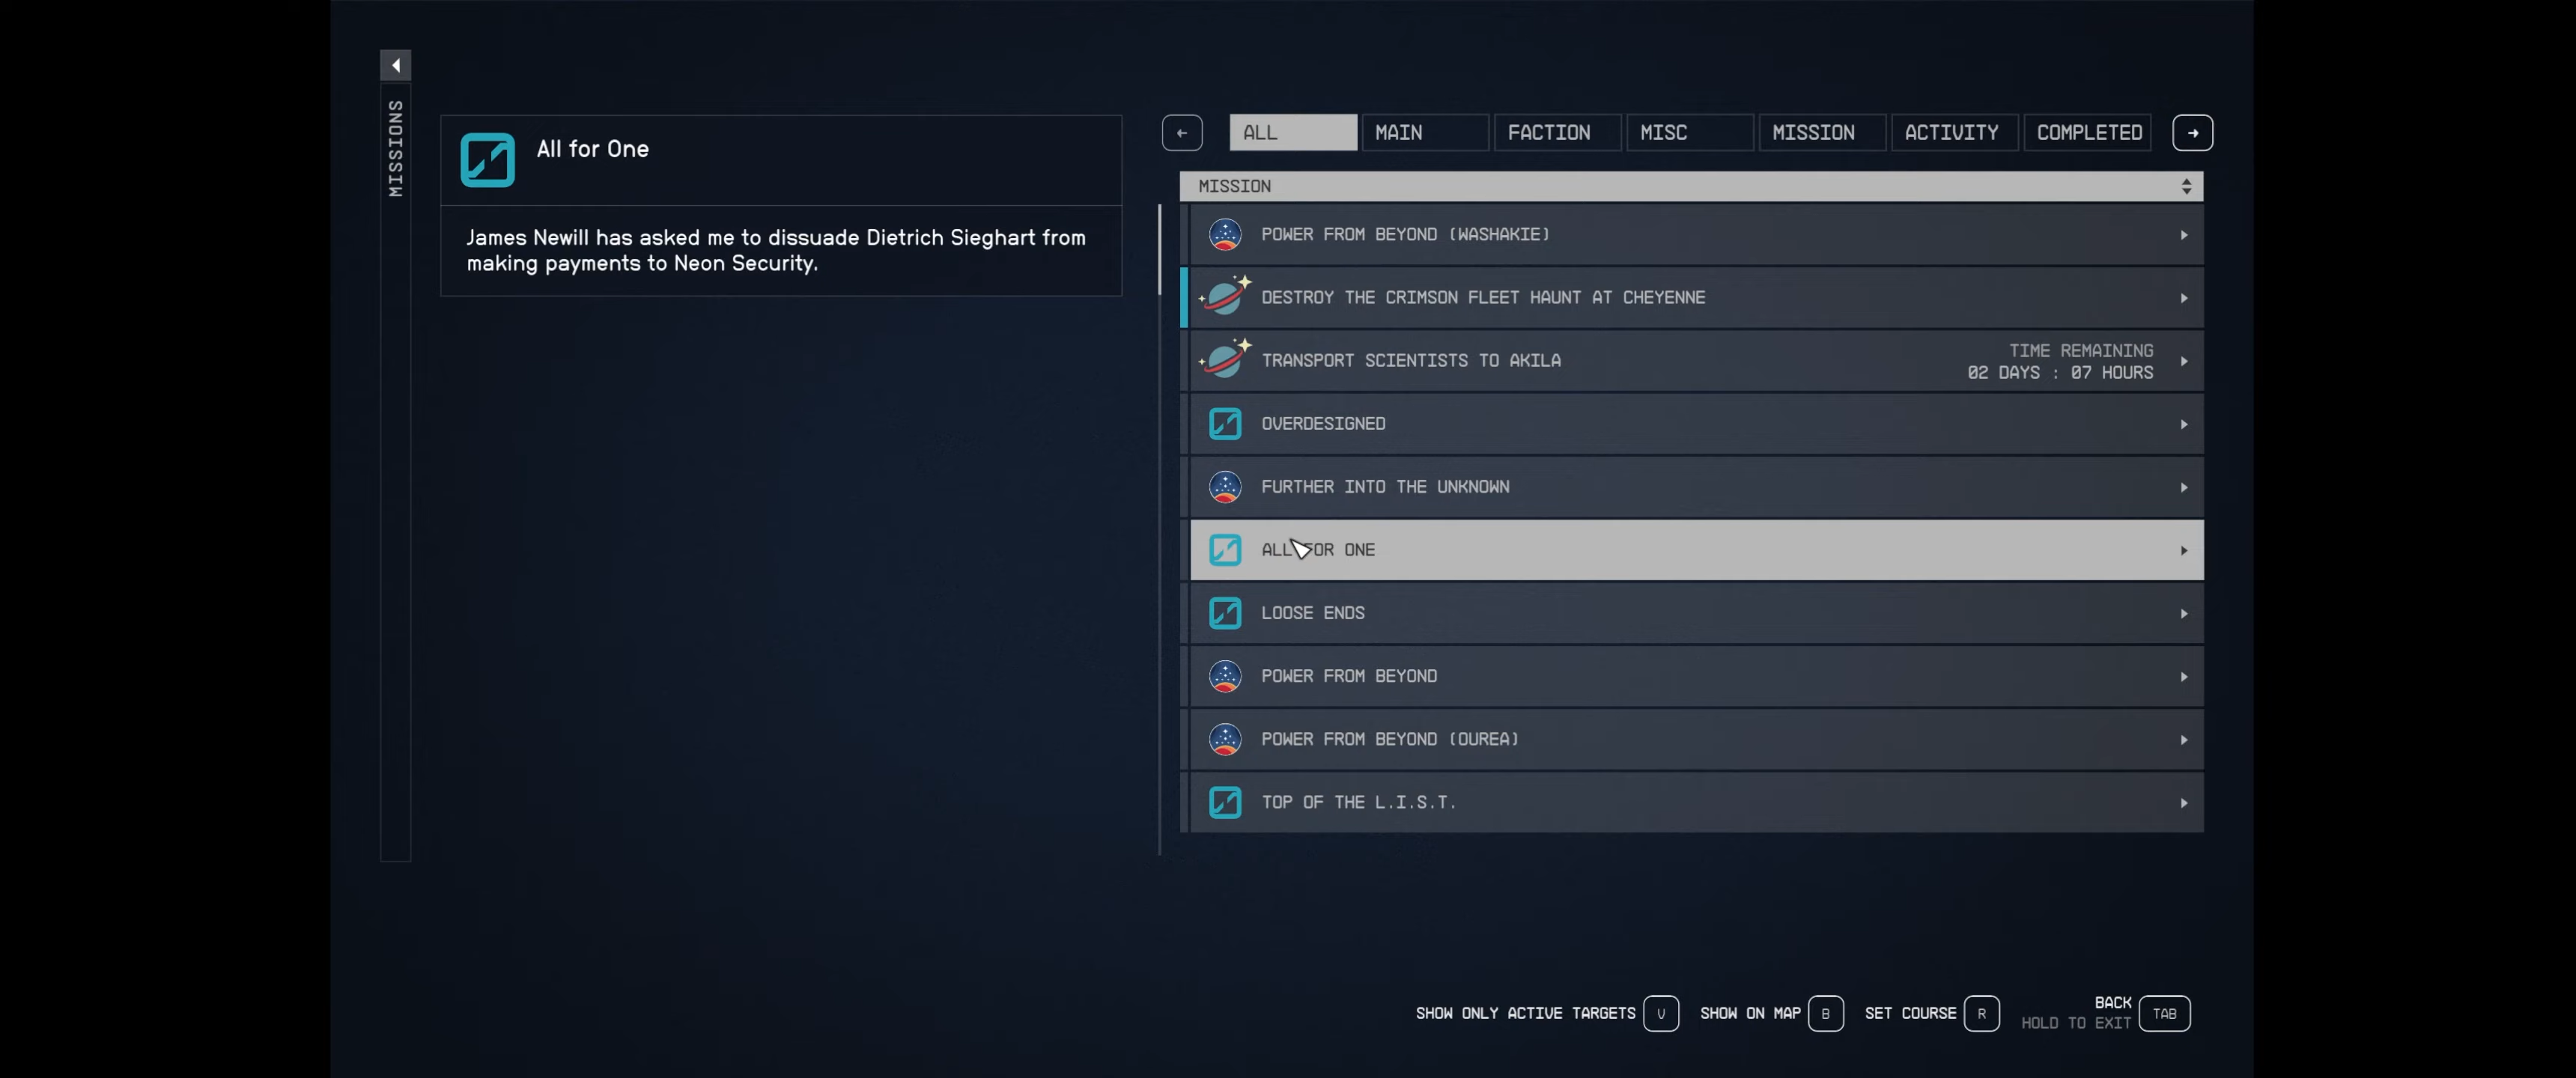 MISSIONS
All for One
James Newill has asked me to dissuade Dietrich Sieghart from
making payments to Neon Security.
ALL MAIN FACTION MISC MISSION ACTIVITY COMPLETED
MISSION
POWER FROM BEYOND (WASHAKIE)
DESTROY THE CRIMSON FLEET HAUNT AT CHEYENNE
TRANSPORT SCIENTISTS TO AKILA
TIME REMAINING
02 DAYS : 07 HOURS
OVERDESIGNED
FURTHER INTO THE UNKNOWN
ALL FOR ONE
LOOSE ENDS
POWER FROM BEYOND
POWER FROM BEYOND (OUREA)
TOP OF THE L.I.S.T.
SHOW ONLY ACTIVE TARGETS V SHOW ON MAP B SET COURSE R
BACK
HOLD TO EXIT TAB